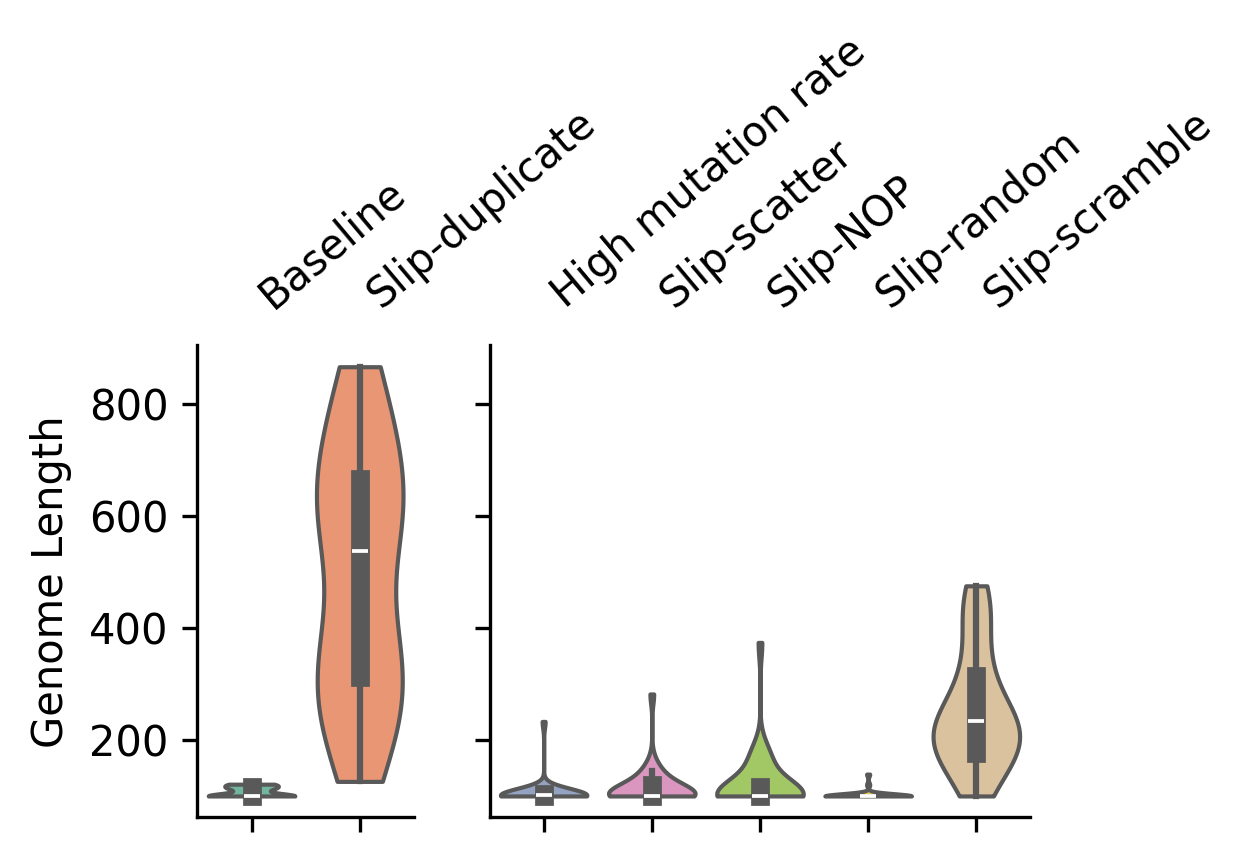 Baseline
Slip-duplicate
High mutation rate
Slip-scatter
Slip-NOP
Slip-random
Slip-scramble
Genome Length
800
600
400
200